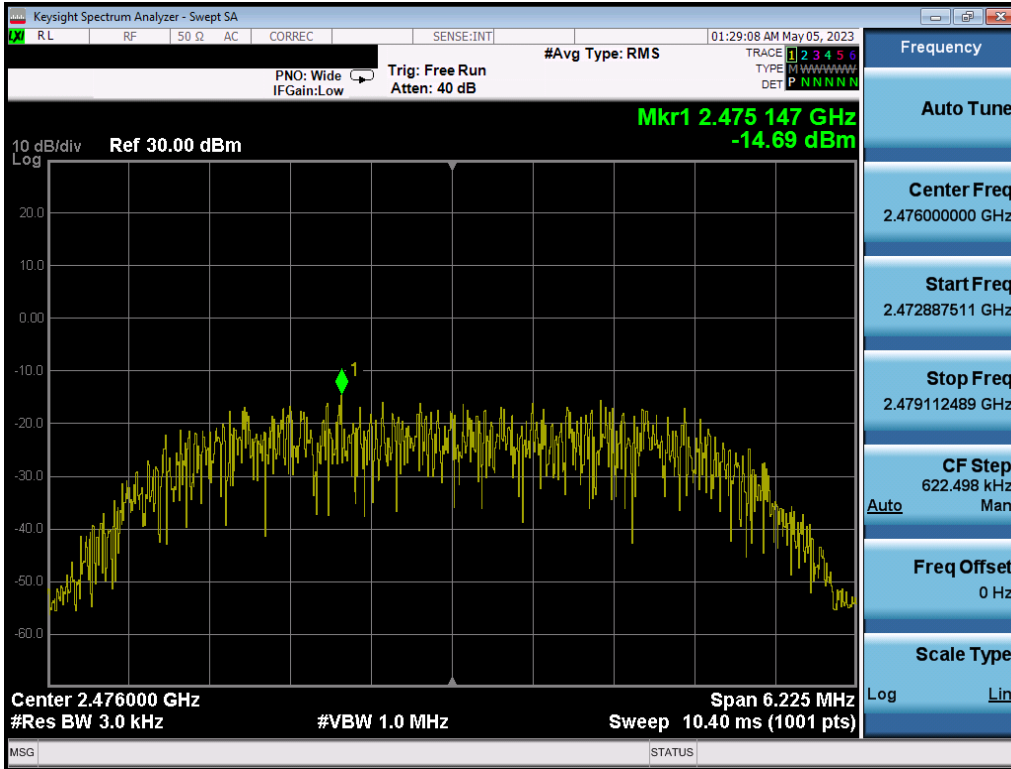 Keysight Spectrum Analyzer - Swept SA
LXI RL RF 50 Ω AC CORREC SENSE:INT 01:29:08 AM May 05, 2023
#Avg Type: RMS TRACE 1 2 3 4 5 6
PNO: Wide Trig: Free Run TYPE M WWWWW
IFGain:Low Atten: 40 dB DET P N N N N N
Mkr1 2.475 147 GHz
-14.69 dBm
10 dB/div Ref 30.00 dBm
Log
20.0
10.0
0.00
-10.0
1
-20.0
-30.0
-40.0
-50.0
-60.0
Center 2.476000 GHz Span 6.225 MHz
#Res BW 3.0 kHz #VBW 1.0 MHz Sweep 10.40 ms (1001 pts)
MSG STATUS
Frequency
Auto Tune
Center Freq
2.476000000 GHz
Start Freq
2.472887511 GHz
Stop Freq
2.479112489 GHz
CF Step
622.498 kHz
Auto Man
Freq Offset
0 Hz
Scale Type
Log Lin